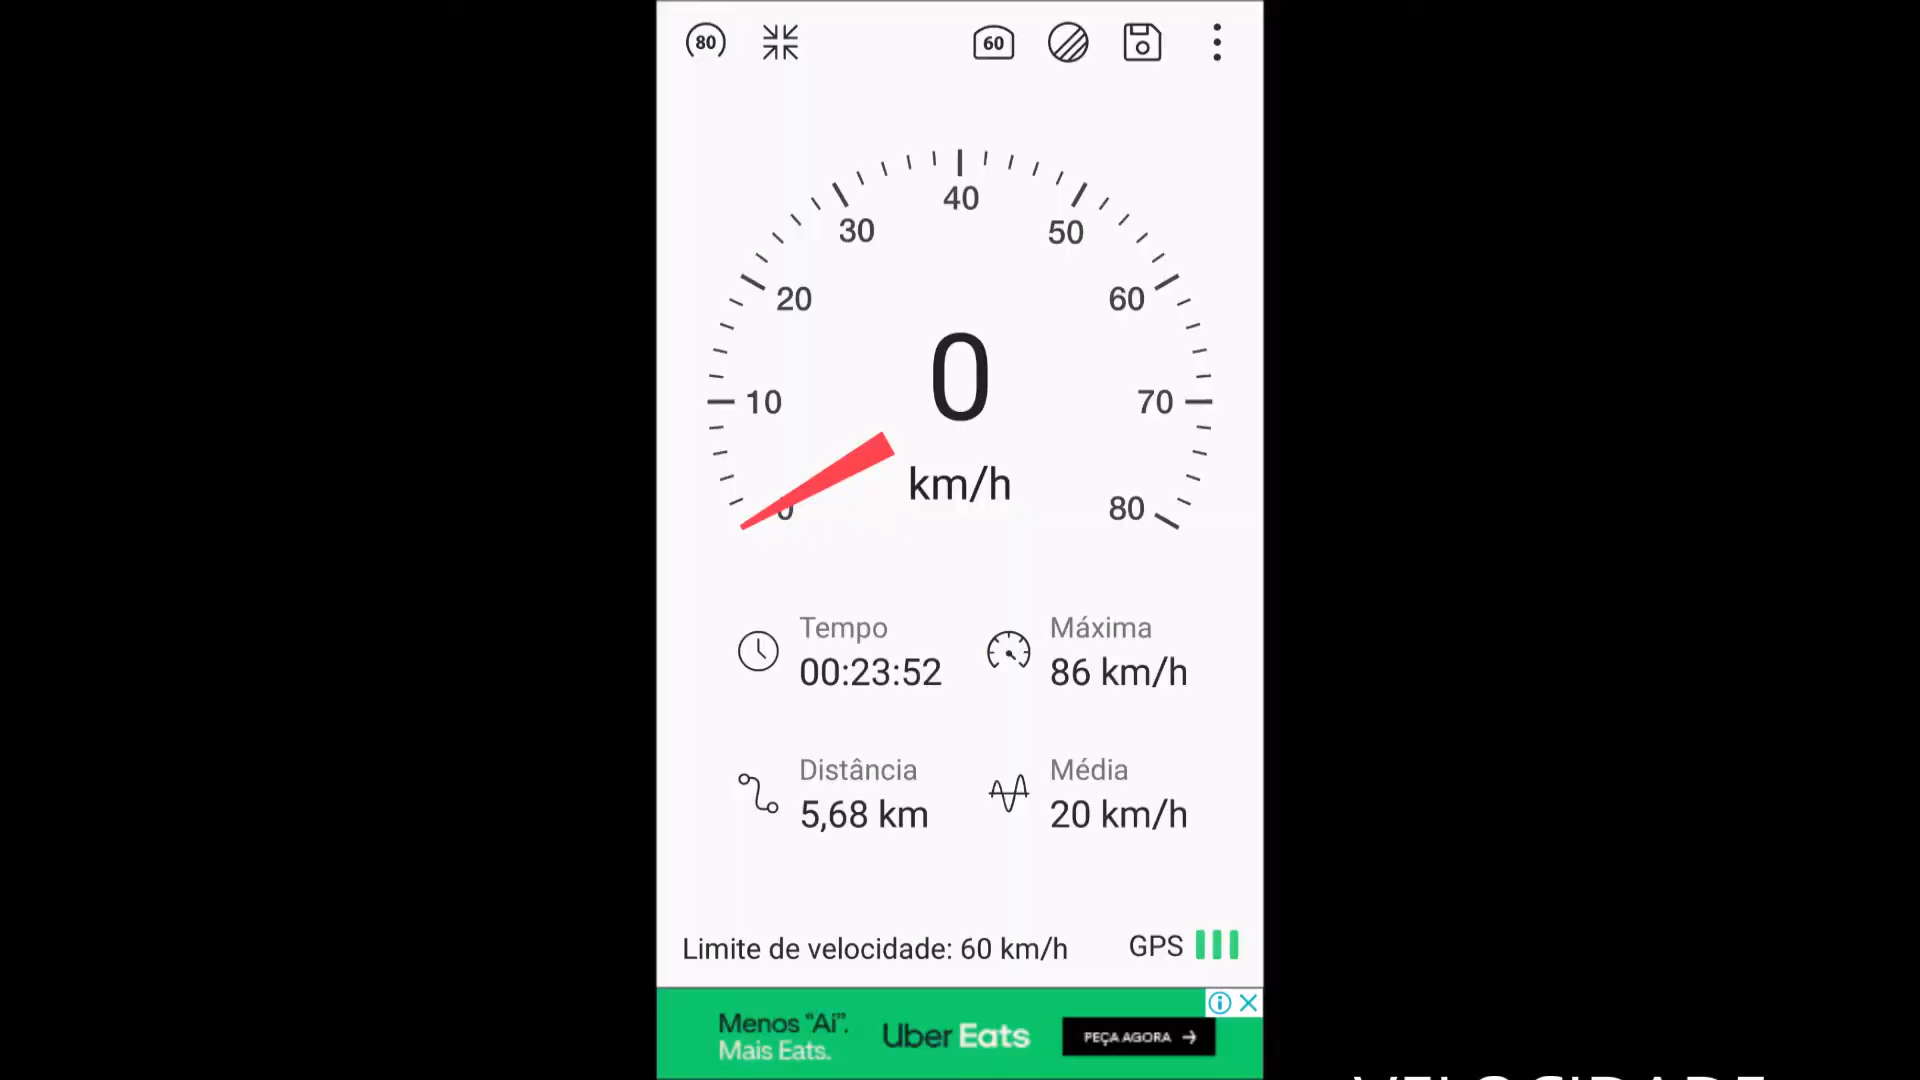 80
60
40
30
50
20
60
0
10
70
km/h
0
80
Tempo
Máxima
00:23:52
86 km/h
Distância
Média
5,68 km
20 km/h
Limite de velocidade: 60 km/h
GPS
Menos “Ai”.
Mais Eats.
Uber Eats
PEÇA AGORA
VELOCIDADE